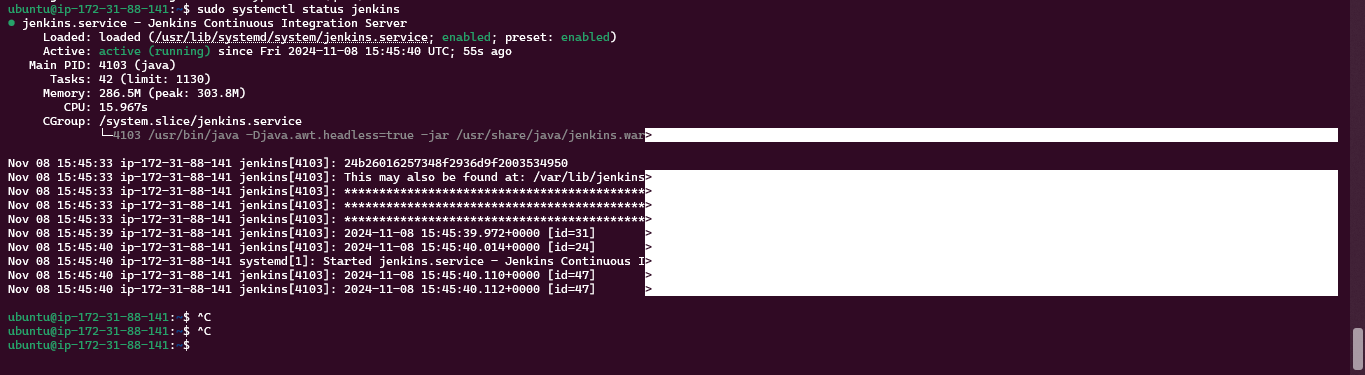 ubuntu@ip-172-31-88-141:~$ sudo systemctl status jenkins
● jenkins.service - Jenkins Continuous Integration Server
Loaded: loaded (/usr/lib/systemd/system/jenkins.service; enabled; preset: enabled)
Active: active (running) since Fri 2024-11-08 15:45:40 UTC; 55s ago
Main PID: 4103 (java)
Tasks: 42 (limit: 1130)
Memory: 286.5M (peak: 303.8M)
CPU: 15.967s
CGroup: /system.slice/jenkins.service
└─4103 /usr/bin/java -Djava.awt.headless=true -jar /usr/share/java/jenkins.war>
Nov 08 15:45:33 ip-172-31-88-141 jenkins[4103]: 24b26016257348f2936d9f2003534950
Nov 08 15:45:33 ip-172-31-88-141 jenkins[4103]: This may also be found at: /var/lib/jenkins>
Nov 08 15:45:33 ip-172-31-88-141 jenkins[4103]: *******************************************>
Nov 08 15:45:33 ip-172-31-88-141 jenkins[4103]: *******************************************>
Nov 08 15:45:33 ip-172-31-88-141 jenkins[4103]: *******************************************>
Nov 08 15:45:39 ip-172-31-88-141 jenkins[4103]: 2024-11-08 15:45:39.972+0000 [id=31] >
Nov 08 15:45:40 ip-172-31-88-141 jenkins[4103]: 2024-11-08 15:45:40.014+0000 [id=24] >
Nov 08 15:45:40 ip-172-31-88-141 systemd[1]: Started jenkins.service - Jenkins Continuous I>
Nov 08 15:45:40 ip-172-31-88-141 jenkins[4103]: 2024-11-08 15:45:40.110+0000 [id=47] >
Nov 08 15:45:40 ip-172-31-88-141 jenkins[4103]: 2024-11-08 15:45:40.112+0000 [id=47] >
ubuntu@ip-172-31-88-141:~$ ^C
ubuntu@ip-172-31-88-141:~$ ^C
ubuntu@ip-172-31-88-141:~$